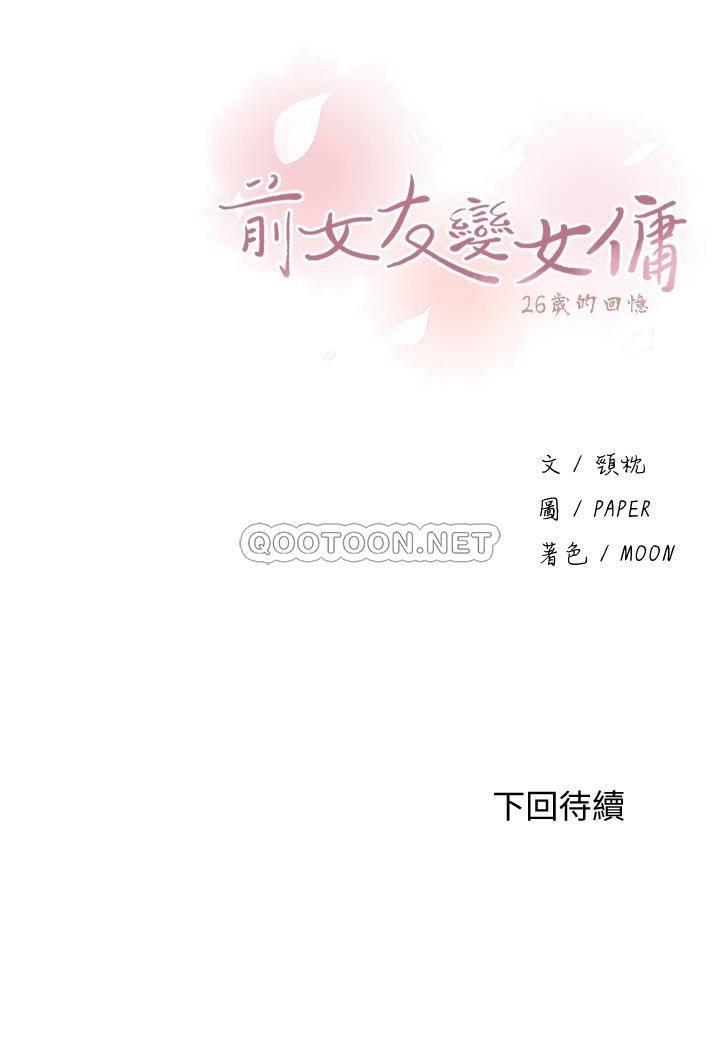 前女友變女傭
26歲的回憶
文 / 頸枕
圖 / PAPER
QOOTOON.NET
著色 / MOON
下回待續